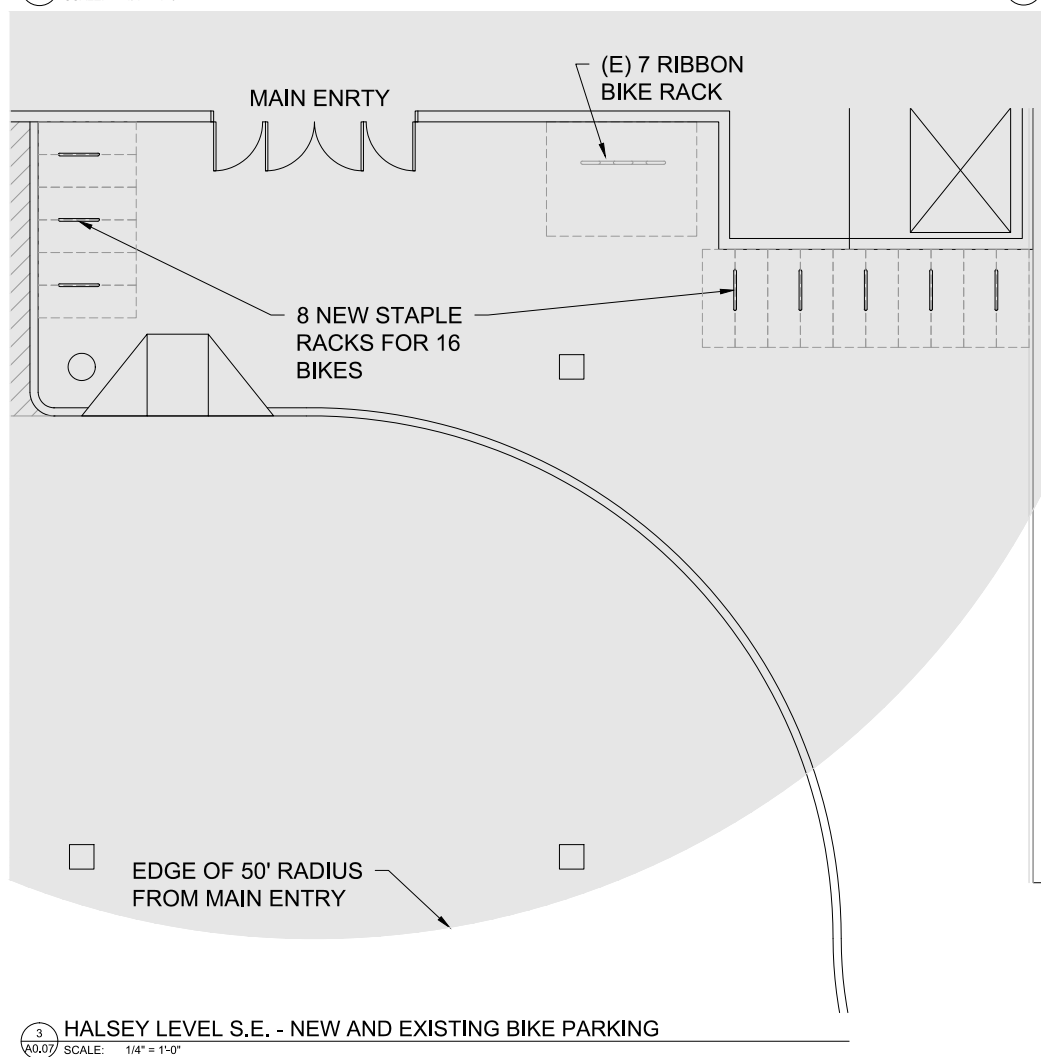 MAIN ENRTY
(E) 7 RIBBON
BIKE RACK
8 NEW STAPLE
RACKS FOR 16
BIKES
EDGE OF 50' RADIUS
FROM MAIN ENTRY
3
A0.07
HALSEY LEVEL S.E. - NEW AND EXISTING BIKE PARKING
SCALE: 1/4" = 1'-0"